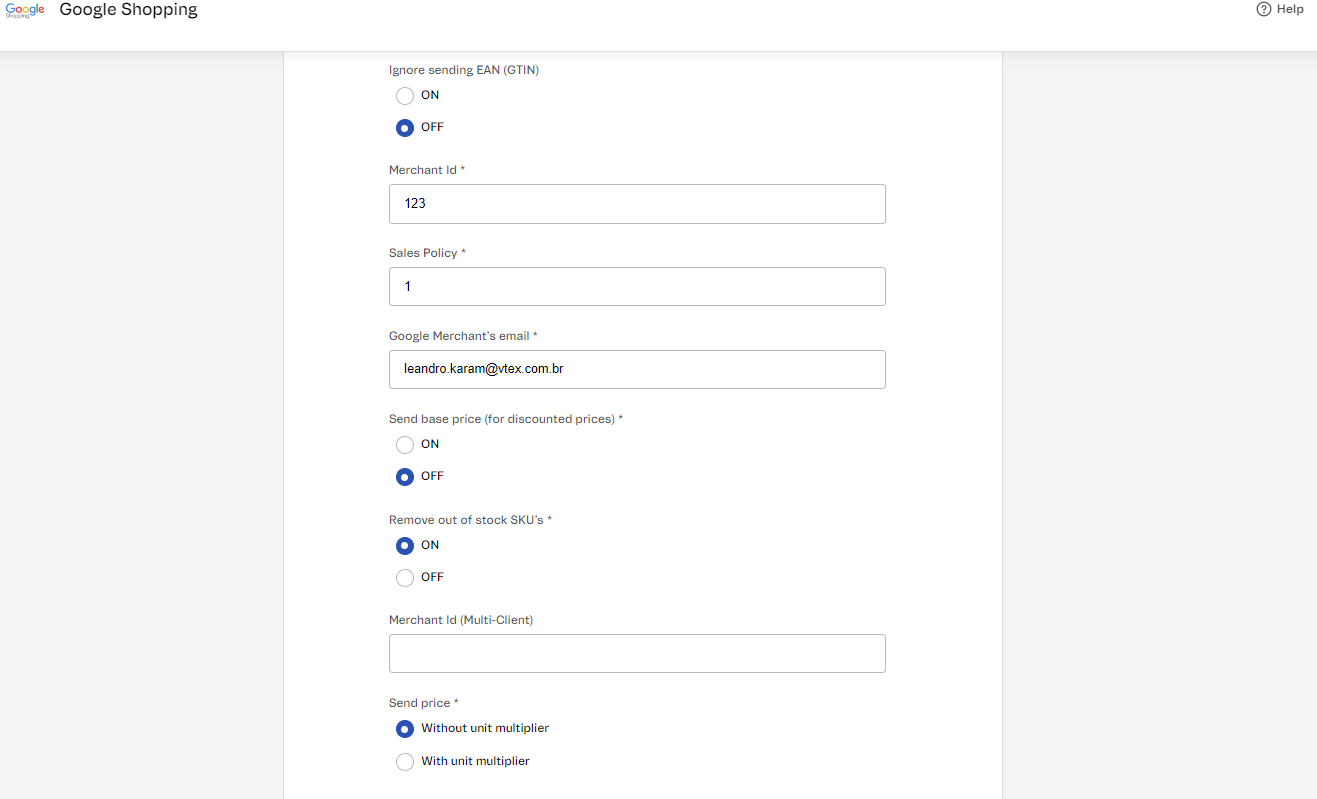 Google
Shopping
Google Shopping
Help
Ignore sending EAN (GTIN)
ON
OFF
Merchant Id *
123
Sales Policy *
1
Google Merchant's email *
leandro.karam@vtex.com.br
Send base price (for discounted prices) *
ON
OFF
Remove out of stock SKU's *
ON
OFF
Merchant Id (Multi-Client)
Send price *
Without unit multiplier
With unit multiplier